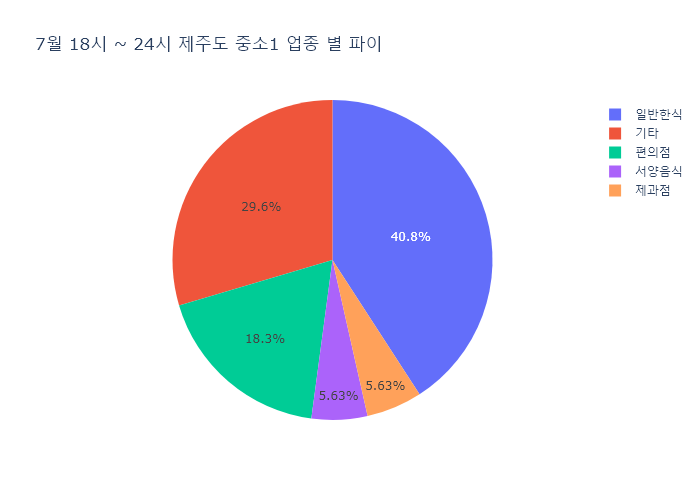 7월 18시 ~ 24시 제주도 중소1 업종 별 파이
일반한식
기타
편의점
서양음식
제과점
29.6%
40.8%
18.3%
5.63%
5.63%